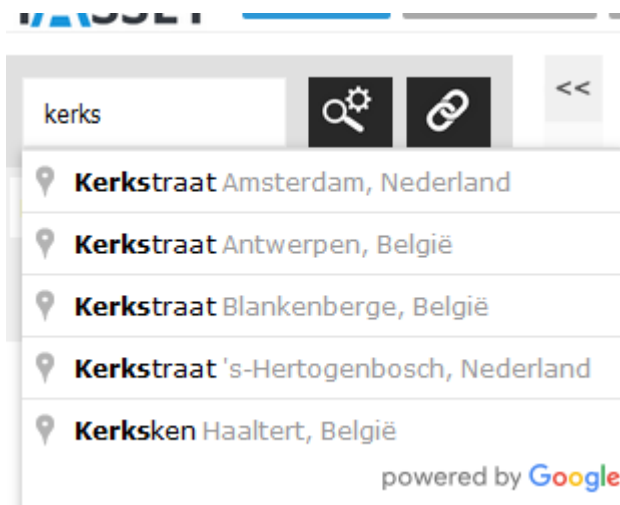 kerks
<<
Kerkstraat Amsterdam, Nederland
Kerkstraat Antwerpen, België
Kerkstraat Blankenberge, België
Kerkstraat 's-Hertogenbosch, Nederland
Kerksken Haaltert, België
powered by Google